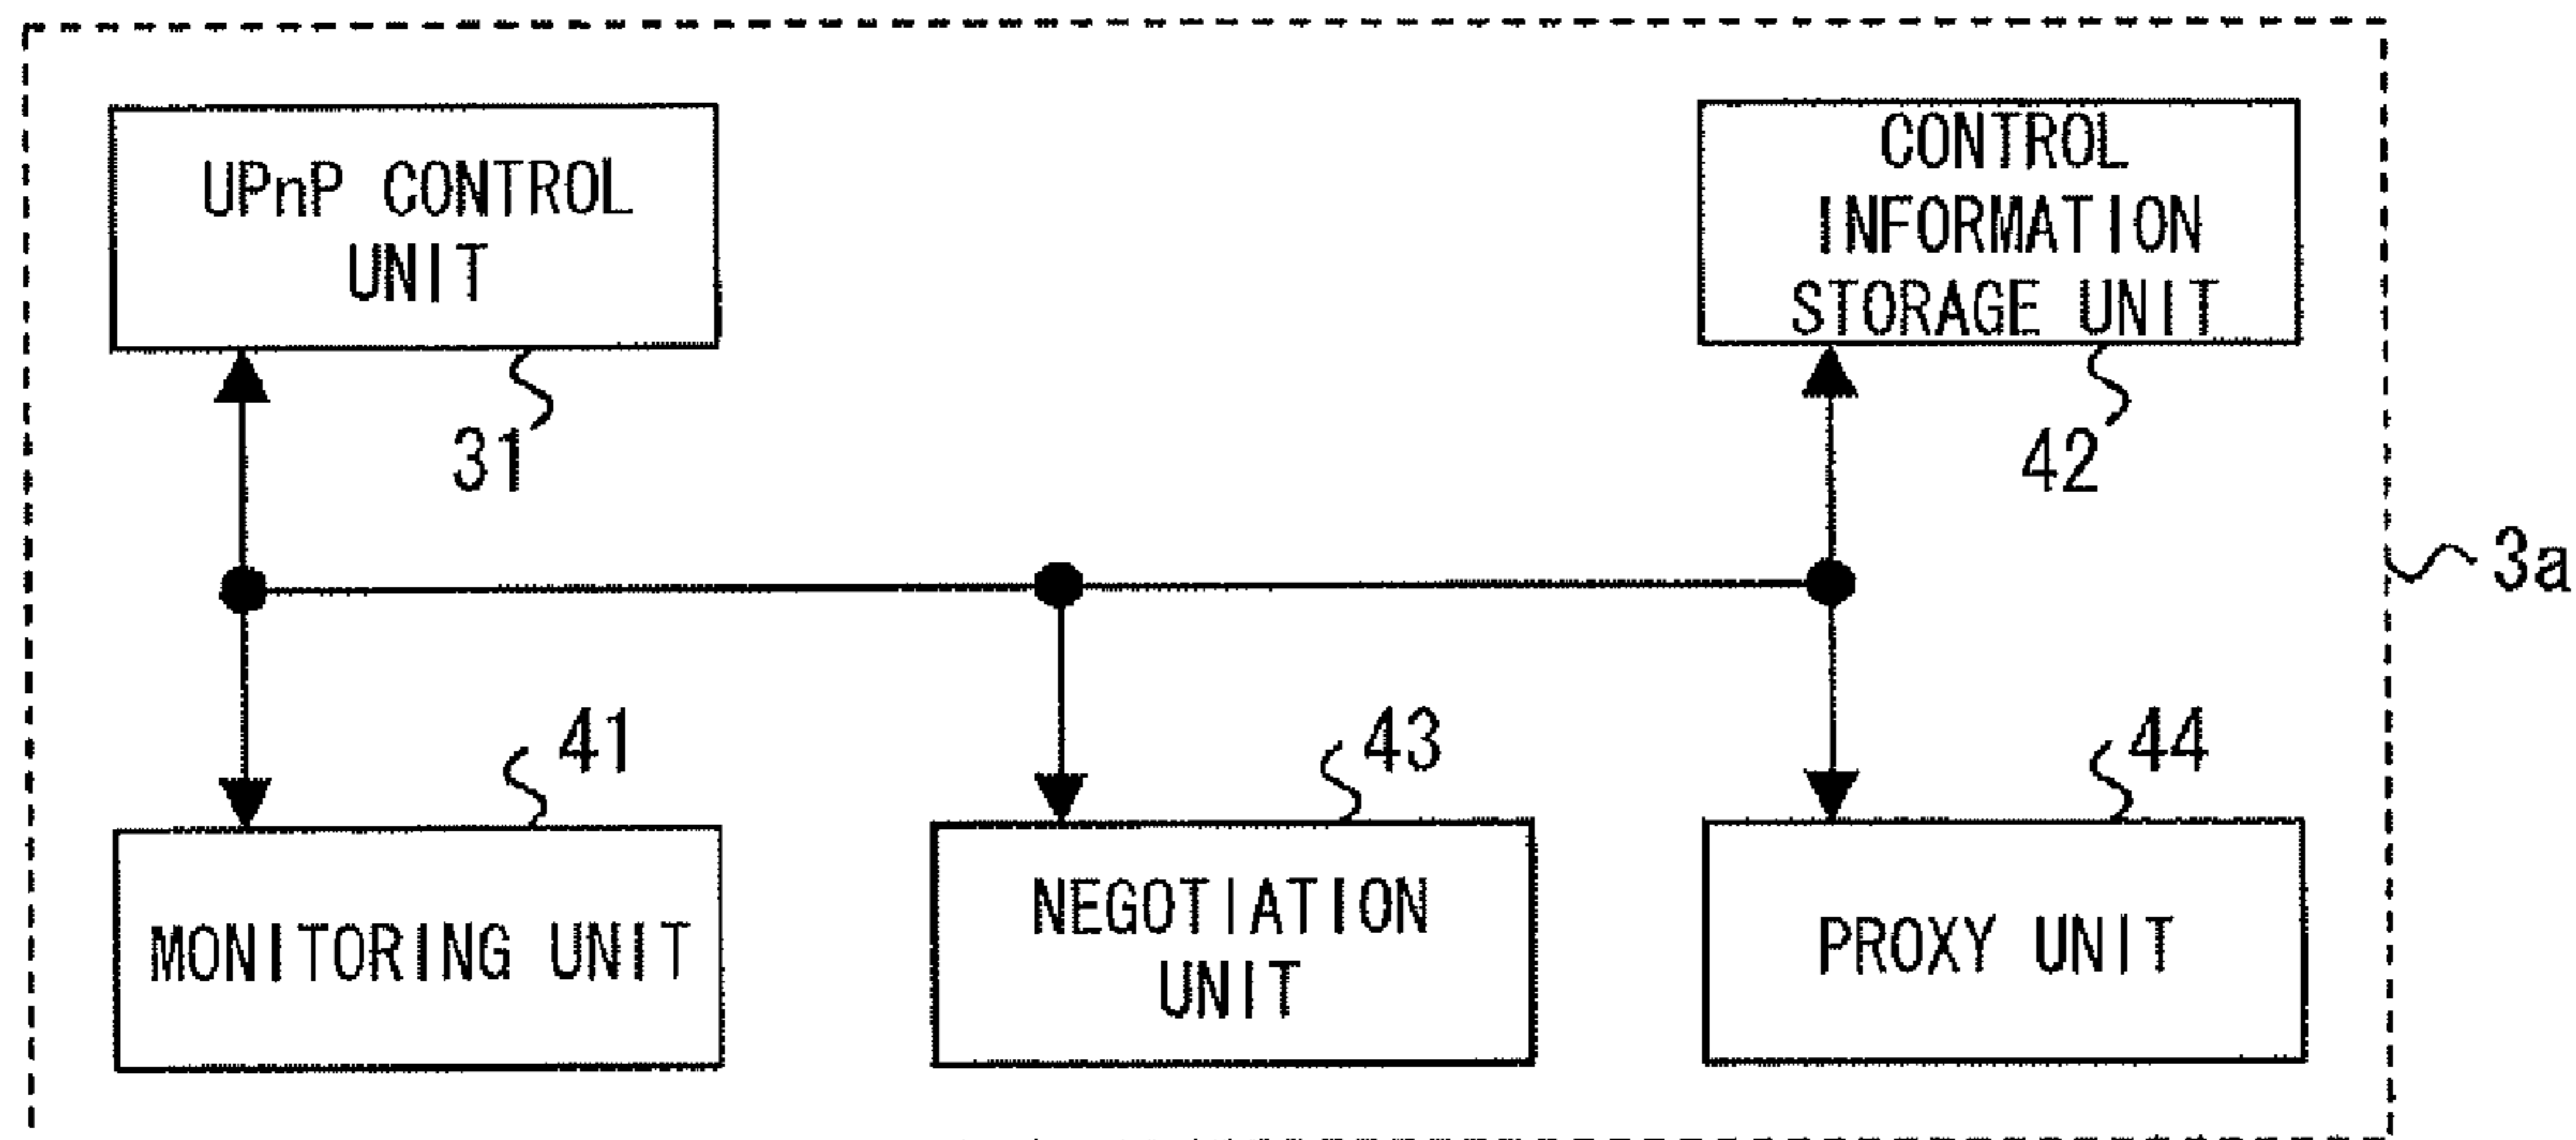 UPnP CONTROL
UNIT
31
CONTROL
INFORMATION
STORAGE UNIT
42
3a
41
MONITORING UNIT
43
NEGOTIATION
UNIT
44
PROXY UNIT